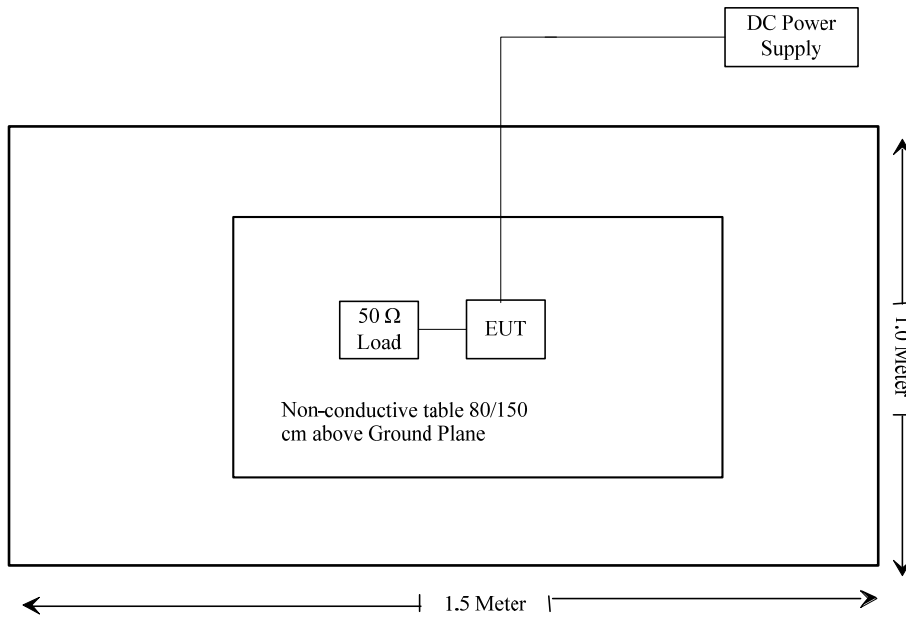 DC Power
Supply
50 Ω
Load
EUT
Non-conductive table 80/150
cm above Ground Plane
1.0 Meter
1.5 Meter